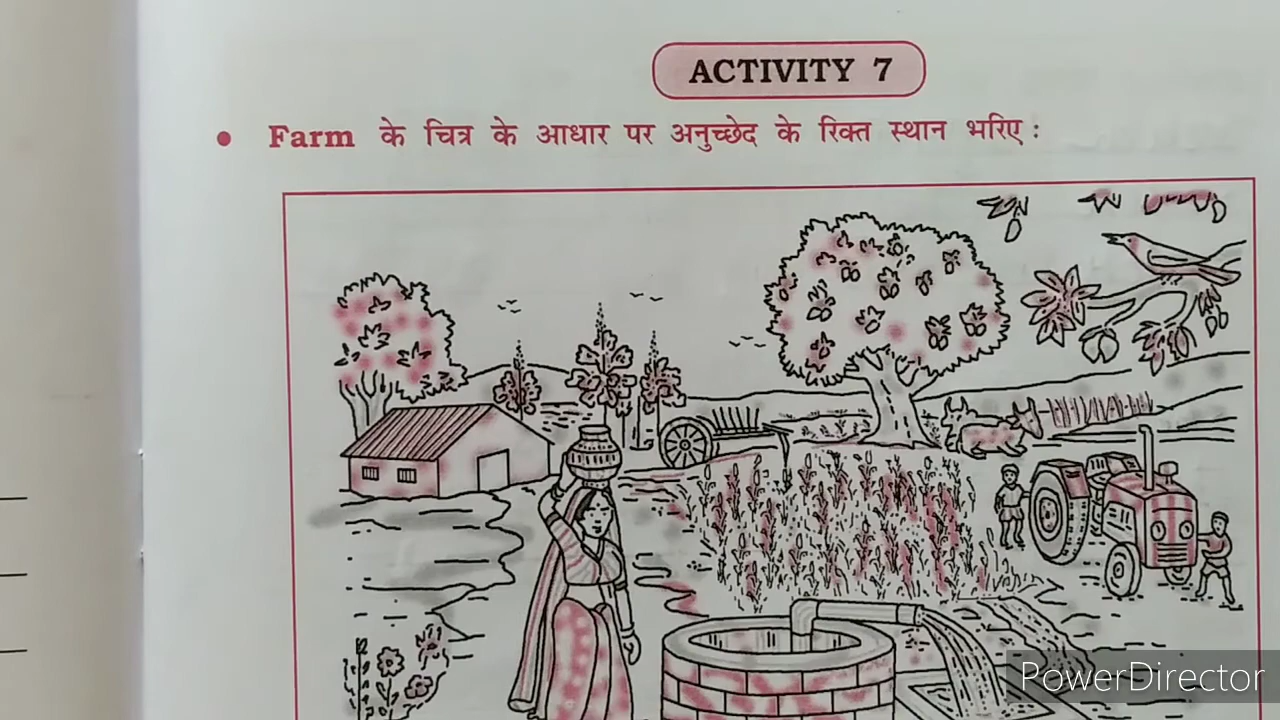 ACTIVITY 7
• Farm के चित्र के आधार पर अनुच्छेद के रिक्त स्थान भरिए :
PowerDirector